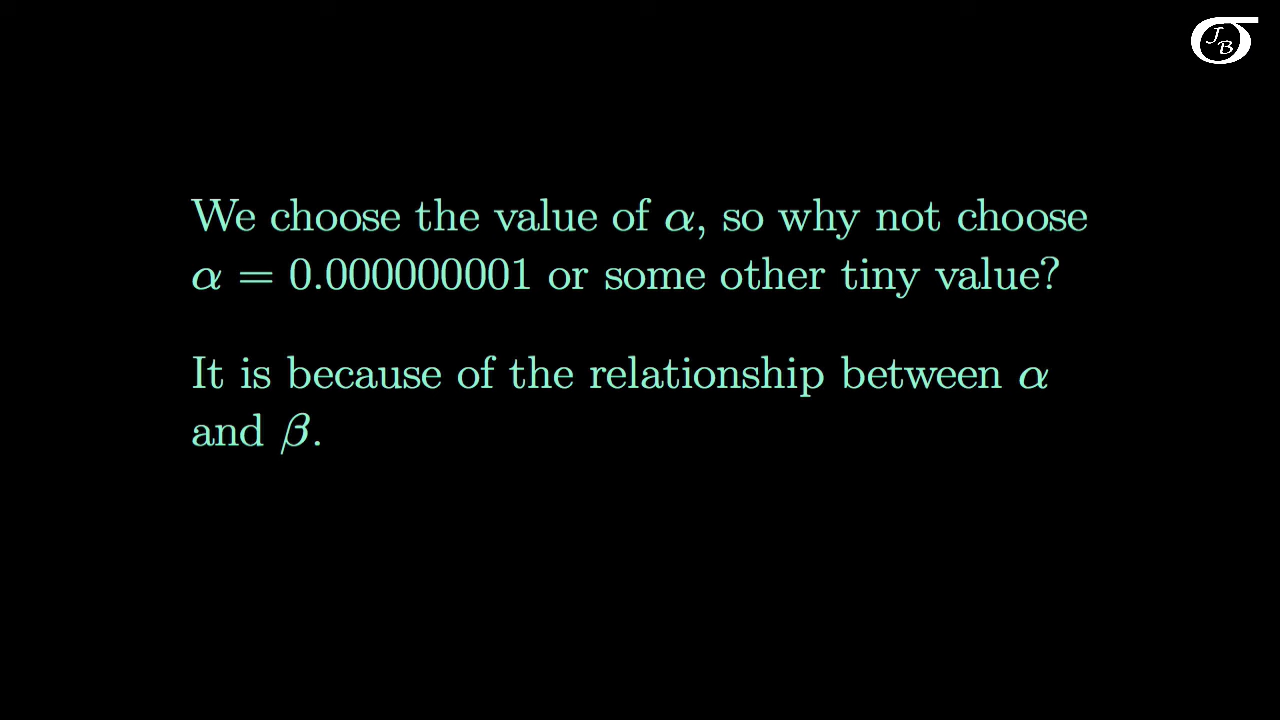 J
B
We choose the value of α, so why not choose
α = 0.000000001 or some other tiny value?
It is because of the relationship between α
and β.